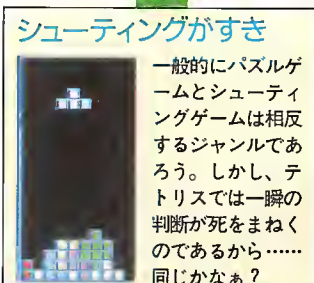 シューティングがすき
一般的にパズルゲ
ームとシューティ
ングゲームは相反
するジャンルであ
ろう。しかし、テ
トリスでは一瞬の
判断が死をまねく
のであるから……
同じかなぁ？